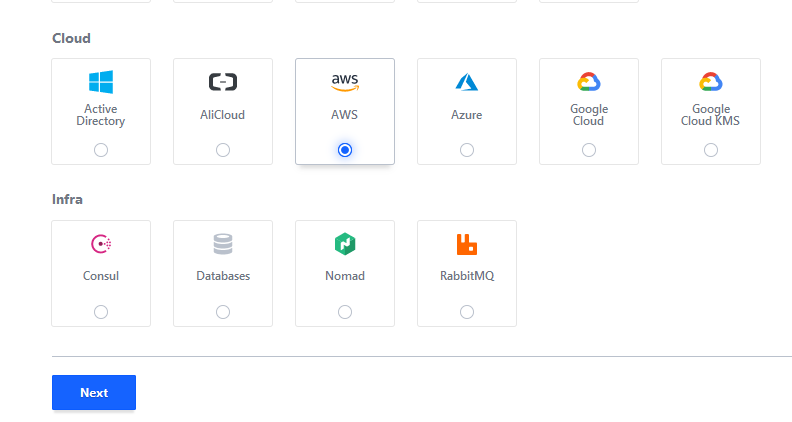 Cloud
Active
Directory
AliCloud
aws
AWS
Azure
Google
Cloud
Google
Cloud KMS
Infra
Consul
Databases
Nomad
RabbitMQ
Next